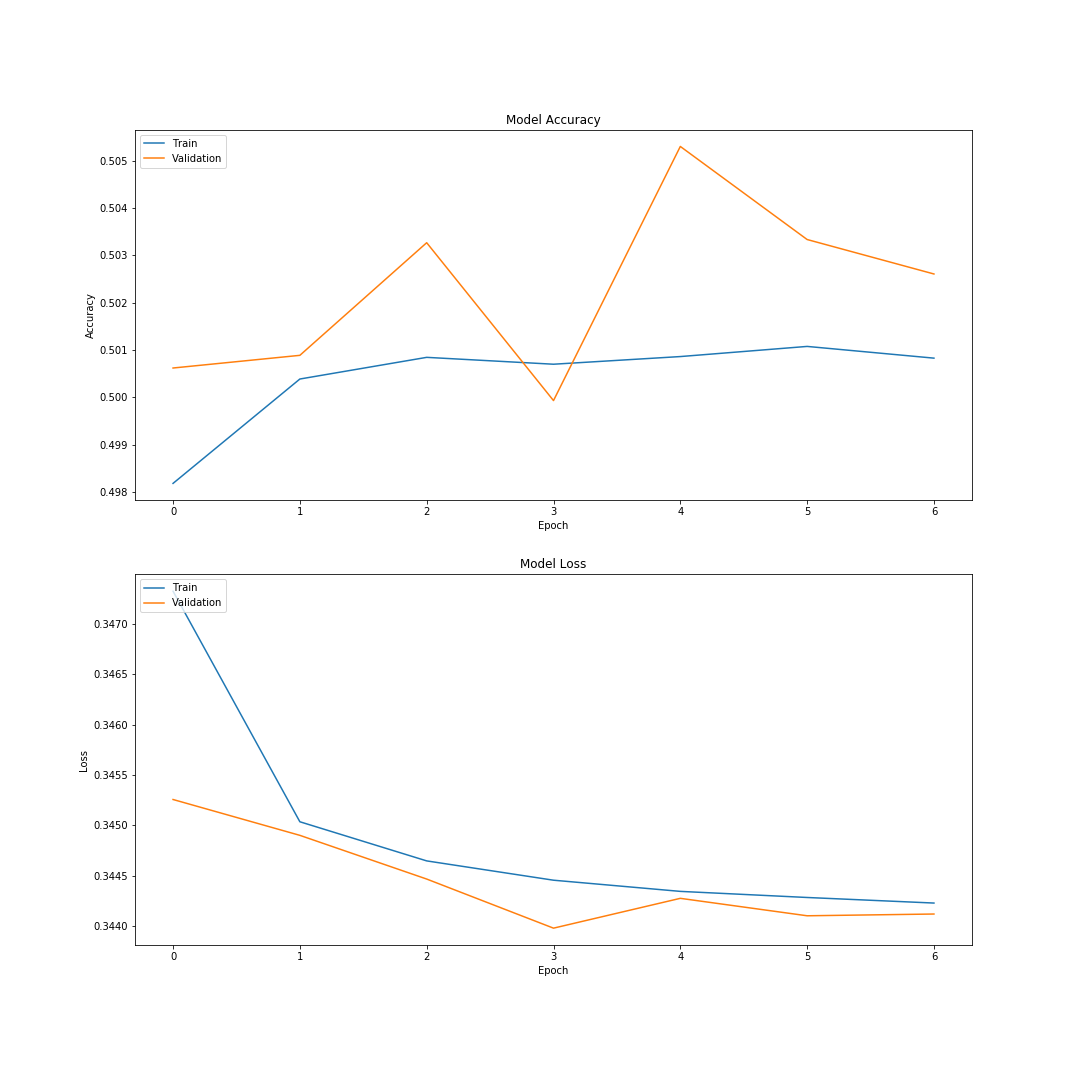 Model Accuracy
Train
Validation
0.505
0.504
0.503
0.502
0.501
0.500
0.499
0.498
Accuracy
0 1 2 3 4 5 6
Epoch
Model Loss
Train
Validation
0.3470
0.3465
0.3460
0.3455
0.3450
0.3445
0.3440
Loss
0 1 2 3 4 5 6
Epoch